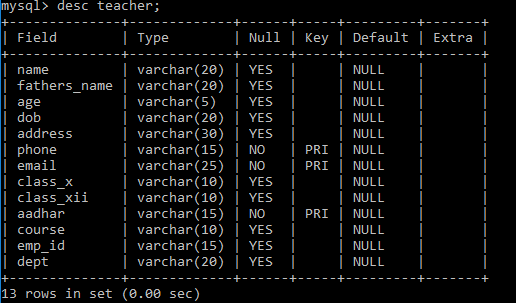 mysql> desc teacher;
+--------------+-------------+------+-----+---------+-------+
| Field        | Type        | Null | Key | Default | Extra |
+--------------+-------------+------+-----+---------+-------+
| name         | varchar(20) | YES  |     | NULL    |       |
| fathers_name | varchar(20) | YES  |     | NULL    |       |
| age          | varchar(5)  | YES  |     | NULL    |       |
| dob          | varchar(20) | YES  |     | NULL    |       |
| address      | varchar(30) | YES  |     | NULL    |       |
| phone        | varchar(15) | NO   | PRI | NULL    |       |
| email        | varchar(25) | NO   | PRI | NULL    |       |
| class_x      | varchar(10) | YES  |     | NULL    |       |
| class_xii    | varchar(10) | YES  |     | NULL    |       |
| aadhar       | varchar(15) | NO   | PRI | NULL    |       |
| course       | varchar(10) | YES  |     | NULL    |       |
| emp_id       | varchar(15) | YES  |     | NULL    |       |
| dept         | varchar(20) | YES  |     | NULL    |       |
+--------------+-------------+------+-----+---------+-------+
13 rows in set (0.00 sec)